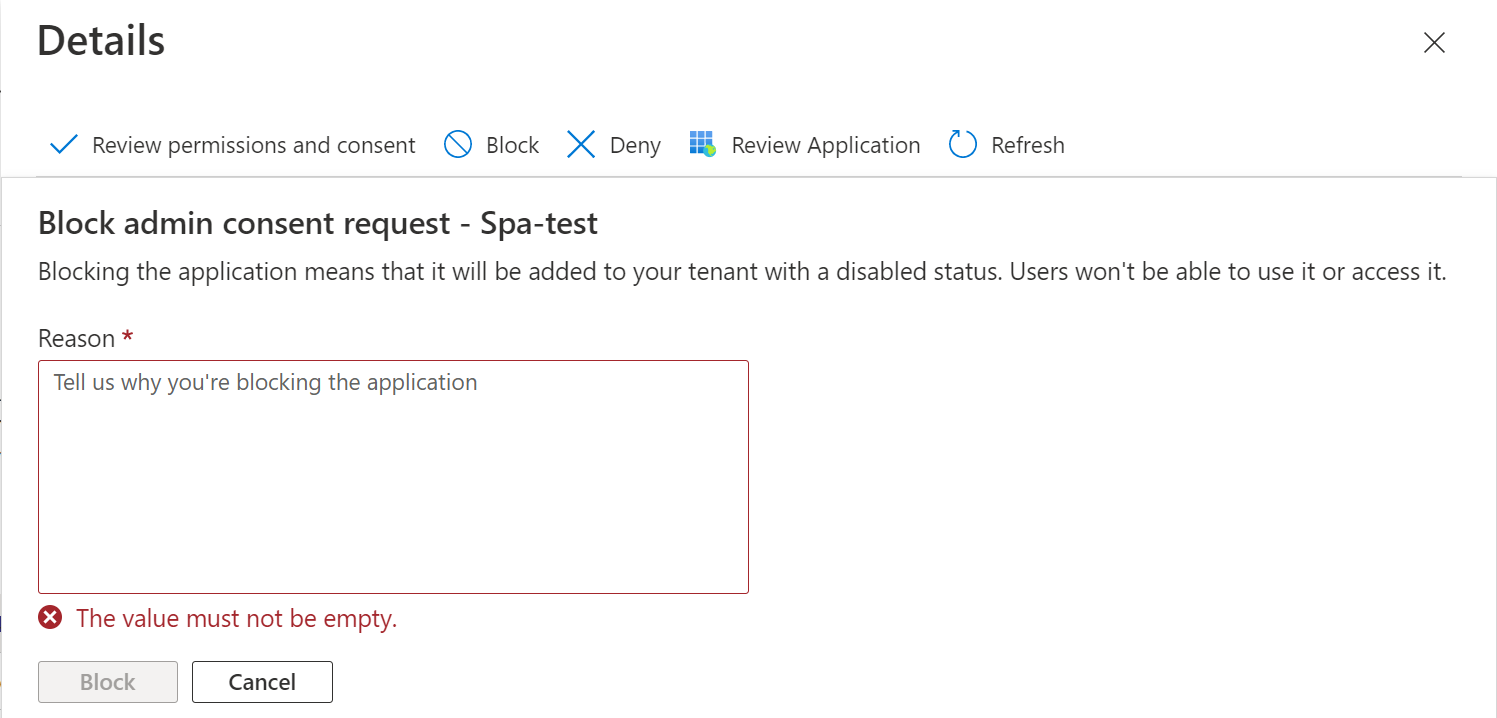 Details
Review permissions and consent Block Deny Review Application Refresh
Block admin consent request - Spa-test
Blocking the application means that it will be added to your tenant with a disabled status. Users won't be able to use it or access it.
Reason *
Tell us why you're blocking the application
The value must not be empty.
Block Cancel